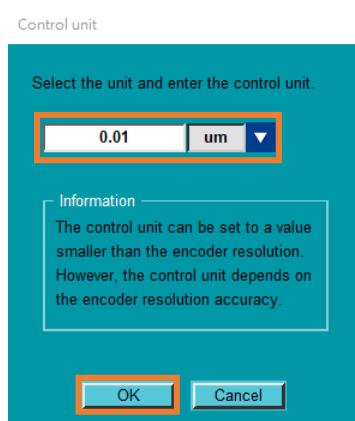 Control unit
Select the unit and enter the control unit.
0.01 um
Information
The control unit can be set to a value
smaller than the encoder resolution.
However, the control unit depends on
the encoder resolution accuracy.
OK Cancel